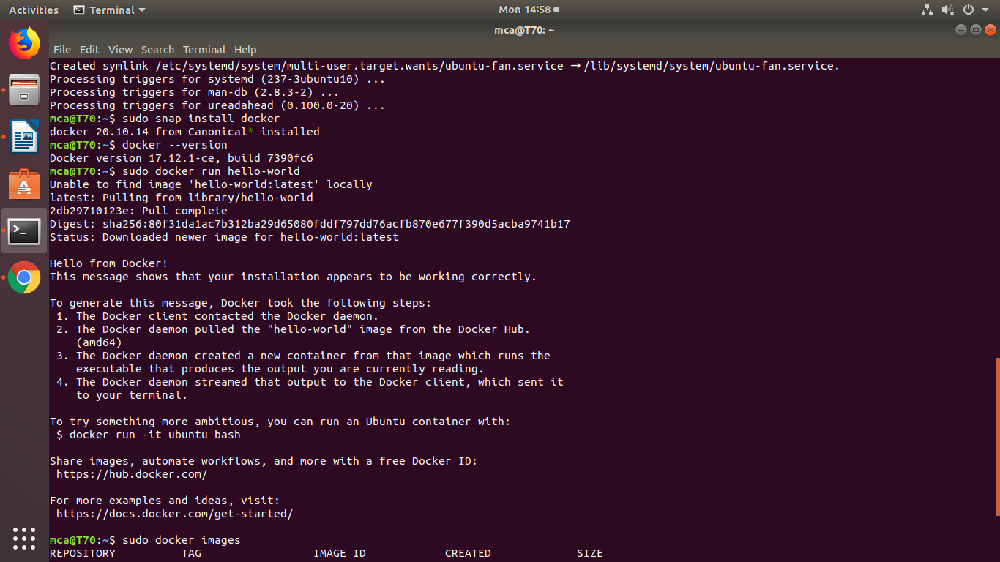 Activities Terminal Mon 14:58
mca@T70: ~
File Edit View Search Terminal Help
Created symlink /etc/systemd/system/multi-user.target.wants/ubuntu-fan.service → /lib/systemd/system/ubuntu-fan.service.
Processing triggers for systemd (237-3ubuntu10) ...
Processing triggers for man-db (2.8.3-2) ...
Processing triggers for ureadahead (0.100.0-20) ...
mca@T70:~$ sudo snap install docker
docker 20.10.14 from Canonical* installed
mca@T70:~$ docker --version
Docker version 17.12.1-ce, build 7390fc6
mca@T70:~$ sudo docker run hello-world
Unable to find image 'hello-world:latest' locally
latest: Pulling from library/hello-world
2db29710123e: Pull complete
Digest: sha256:80f31da1ac7b312ba29d65080fddf797dd76acfb870e677f390d5acba9741b17
Status: Downloaded newer image for hello-world:latest

Hello from Docker!
This message shows that your installation appears to be working correctly.

To generate this message, Docker took the following steps:
 1. The Docker client contacted the Docker daemon.
 2. The Docker daemon pulled the "hello-world" image from the Docker Hub.
    (amd64)
 3. The Docker daemon created a new container from that image which runs the
    executable that produces the output you are currently reading.
 4. The Docker daemon streamed that output to the Docker client, which sent it
    to your terminal.

To try something more ambitious, you can run an Ubuntu container with:
 $ docker run -it ubuntu bash

Share images, automate workflows, and more with a free Docker ID:
 https://hub.docker.com/

For more examples and ideas, visit:
 https://docs.docker.com/get-started/

mca@T70:~$ sudo docker images
REPOSITORY          TAG                 IMAGE ID            CREATED             SIZE